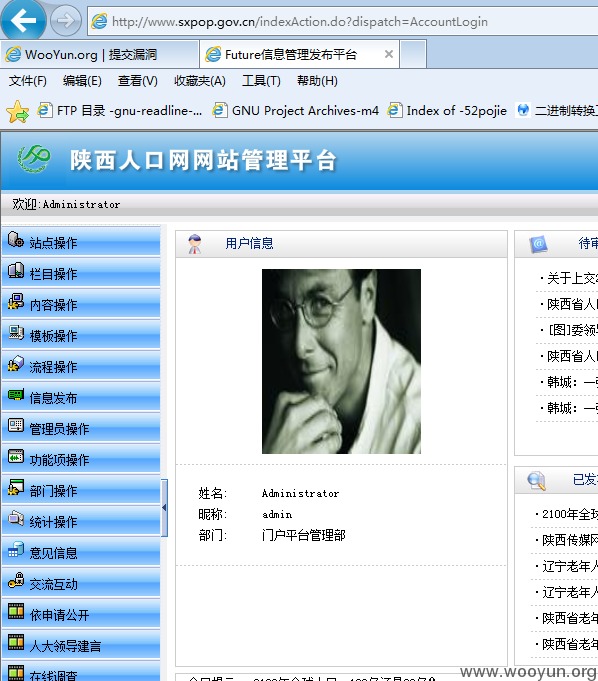 http://www.sxpop.gov.cn/indexAction.do?dispatch=AccountLogin
WooYun.org | 提交漏洞
Future信息管理发布平台
文件(F) 编辑(E) 查看(V) 收藏夹(A) 工具(T) 帮助(H)
FTP 目录 -gnu-readline-... GNU Project Archives-m4 Index of -52pojie 二进制转换
陕西人口网网站管理平台
欢迎:Administrator
站点操作
栏目操作
内容操作
模板操作
流程操作
信息发布
管理员操作
功能项操作
部门操作
统计操作
意见信息
交流互动
依申请公开
人大领导建言
在线调查
用户信息
姓名: Administrator
昵称: admin
部门: 门户平台管理部
待审
·关于上交2
·陕西省人
·[图]委领导
·陕西省人
·韩城：一
·韩城：一
已发
·2100年全球
·陕西传媒网
·辽宁老年人
·辽宁老年人
·陕西省老年
·陕西省老年
www.wooyun.org